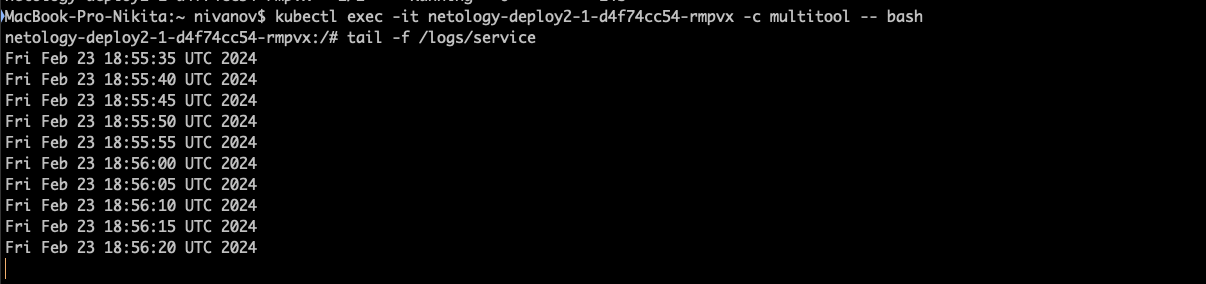 MacBook-Pro-Nikita:~ nivanov$ kubectl exec -it netology-deploy2-1-d4f74cc54-rmpvx -c multitool -- bash
netology-deploy2-1-d4f74cc54-rmpvx:/# tail -f /logs/service
Fri Feb 23 18:55:35 UTC 2024
Fri Feb 23 18:55:40 UTC 2024
Fri Feb 23 18:55:45 UTC 2024
Fri Feb 23 18:55:50 UTC 2024
Fri Feb 23 18:55:55 UTC 2024
Fri Feb 23 18:56:00 UTC 2024
Fri Feb 23 18:56:05 UTC 2024
Fri Feb 23 18:56:10 UTC 2024
Fri Feb 23 18:56:15 UTC 2024
Fri Feb 23 18:56:20 UTC 2024